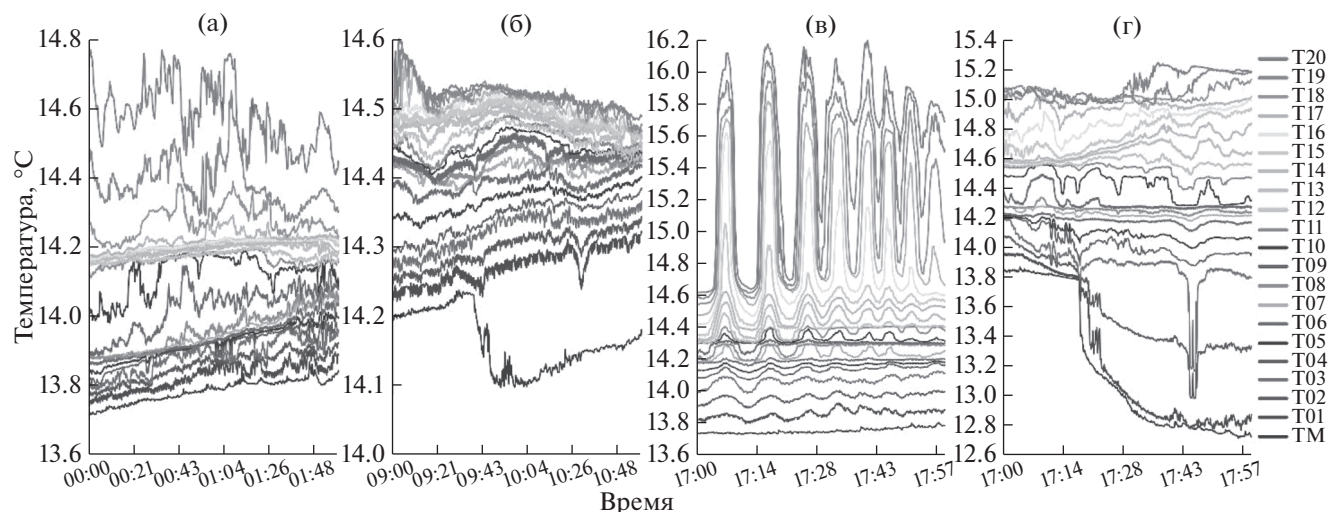 (а)
(б)
(в)
(г)
Температура, °C
14.8
14.6
14.4
14.2
14.0
13.8
13.6
00:00
00:21
00:43
01:04
01:26
01:48
14.6
14.5
14.4
14.3
14.2
14.1
14.0
09:00
09:21
09:43
10:04
10:26
10:48
16.2
16.0
15.8
15.6
15.4
15.2
15.0
14.8
14.6
14.4
14.2
14.0
13.8
13.6
17:00
17:14
17:28
17:43
17:57
15.4
15.2
15.0
14.8
14.6
14.4
14.2
14.0
13.8
13.6
13.4
13.2
13.0
12.8
12.6
17:00
17:14
17:28
17:43
17:57
T20
T19
T18
T17
T16
T15
T14
T13
T12
T11
T10
T09
T08
T07
T06
T05
T04
T03
T02
T01
TM
Время